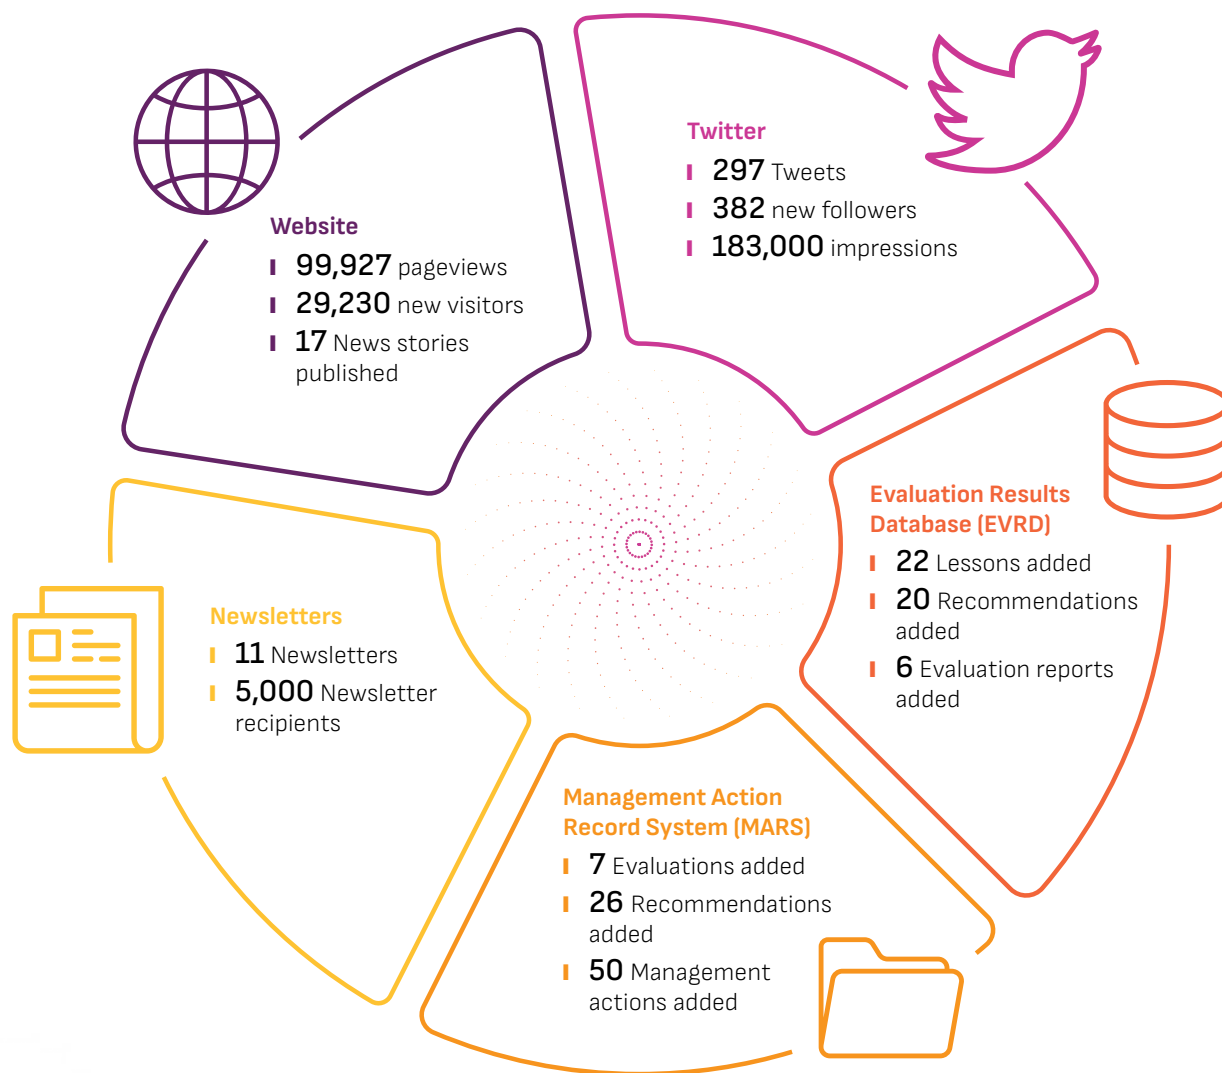 Website
99,927 pageviews
29,230 new visitors
17 News stories
published
Twitter
297 Tweets
382 new followers
183,000 impressions
Evaluation Results
Database (EVRD)
22 Lessons added
20 Recommendations
added
6 Evaluation reports
added
Newsletters
11 Newsletters
5,000 Newsletter
recipients
Management Action
Record System (MARS)
7 Evaluations added
26 Recommendations
added
50 Management
actions added